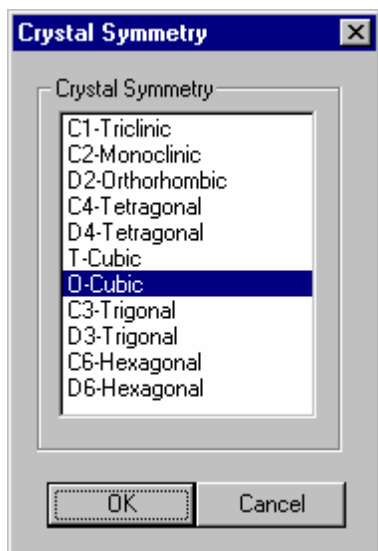 Crystal Symmetry
Crystal Symmetry
C1-Triclinic
C2-Monoclinic
D2-Orthorhombic
C4-Tetragonal
D4-Tetragonal
T-Cubic
O-Cubic
C3-Trigonal
D3-Trigonal
C6-Hexagonal
D6-Hexagonal
OK Cancel